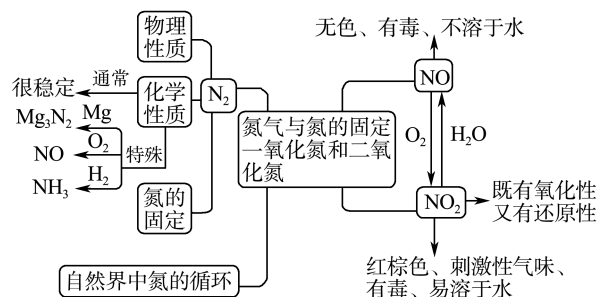 物理
性质
N₂
很稳定
通常
化学
性质
Mg₃N₂
Mg
NO
O₂
特殊
NH₃
H₂
氮的
固定
自然界中氮的循环
氮气与氮的固定
一氧化氮和二氧
化氮
无色、有毒、不溶于水
NO
O₂
H₂O
NO₂
既有氧化性
又有还原性
红棕色、刺激性气味、
有毒、易溶于水